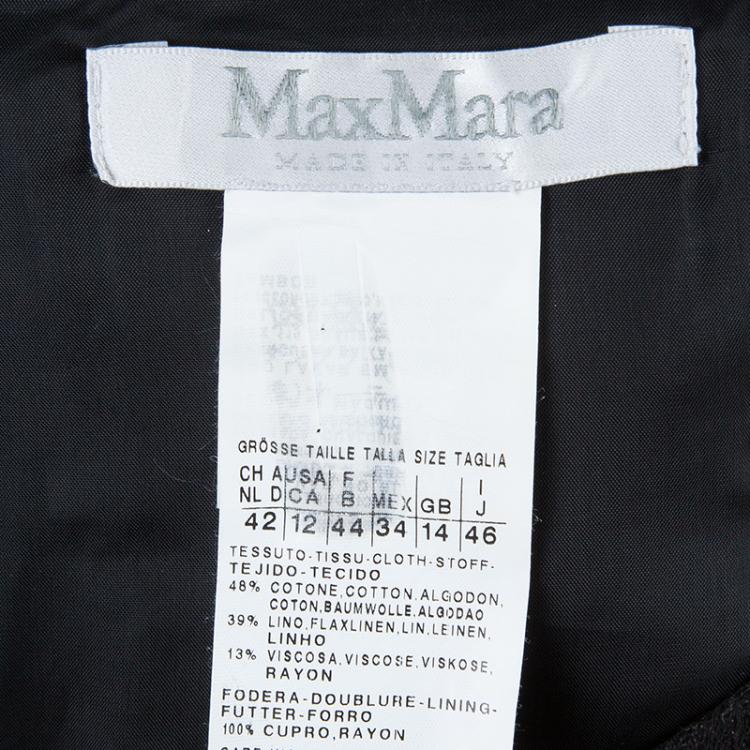 MaxMara
MADE IN ITALY
GRÖSSE TAILLE TALLA SIZE TAGLIA
CH A USA F I
NL D CA B MEX GB J
42 12 44 34 14 46
TESSUTO-TISSU-CLOTH-STOFF-
TEJIDO-TECIDO
48% COTONE,COTTON,ALGODON,
COTON,BAUMWOLLE,ALGODAO
39% LINO,FLAXLINEN,LIN,LEINEN,
LINHO
13% VISCOSA,VISCOSE,VISKOSE,
RAYON
FODERA-DOUBLURE-LINING-
FUTTER-FORRO
100% CUPRO,RAYON